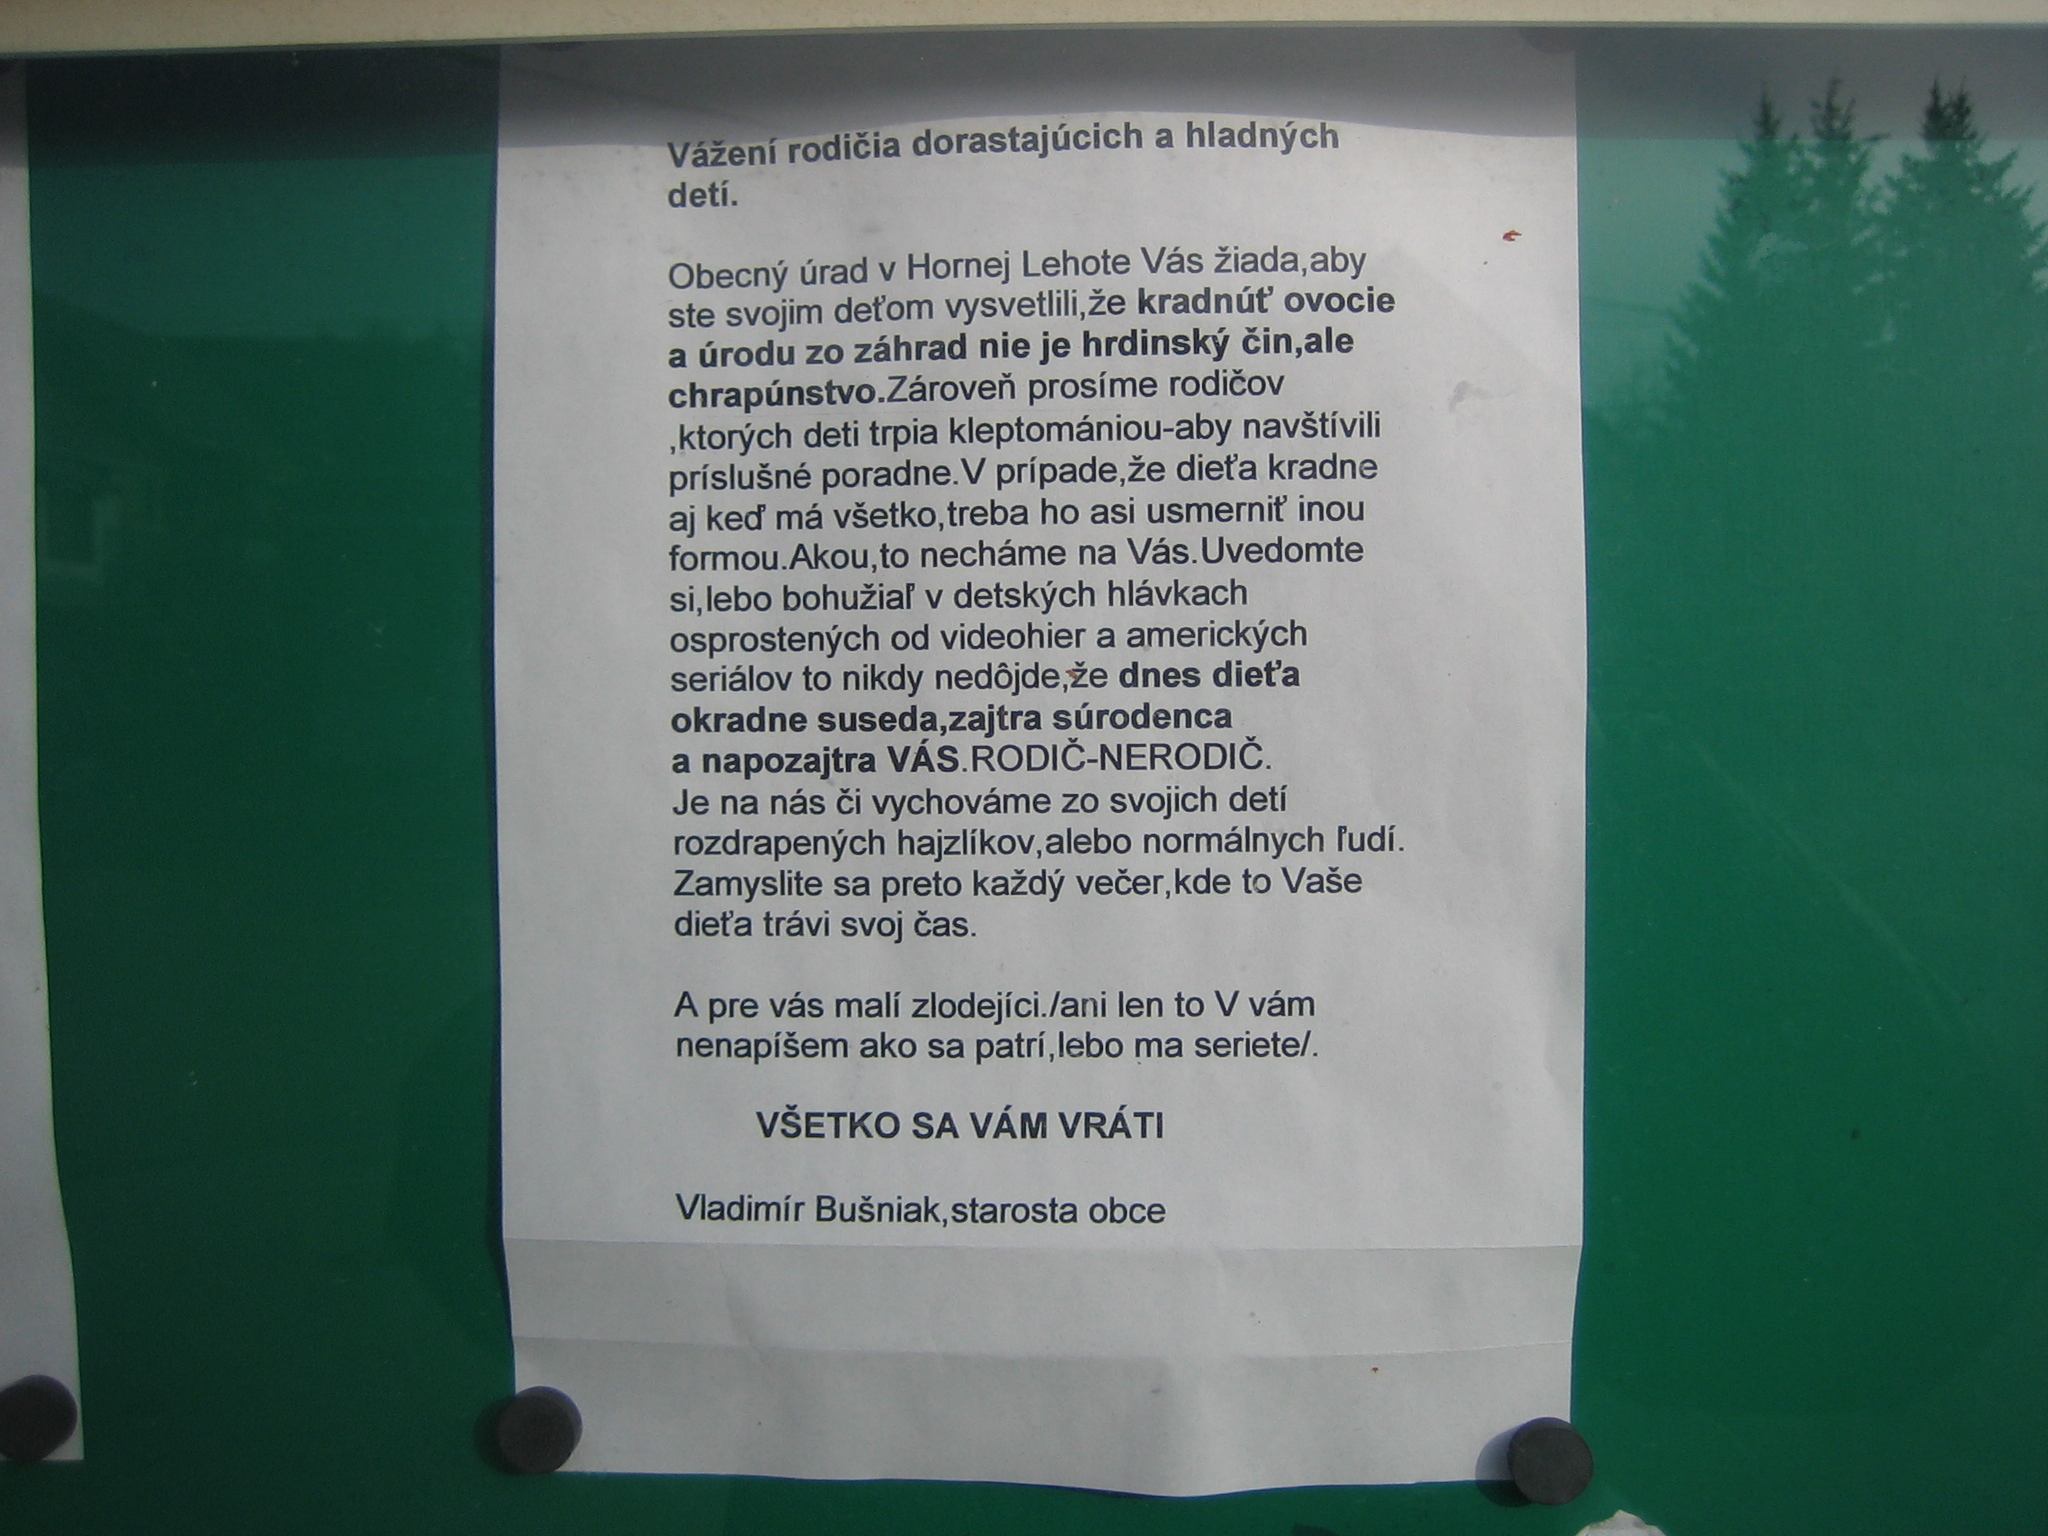 Vážení rodičia dorastajúcich a hladných
detí.
Obecný úrad v Hornej Lehote Vás žiada,aby
ste svojim deťom vysvetlili,že kradnúť ovocie
a úrodu zo záhrad nie je hrdinský čin,ale
chrapúnstvo.Zároveň prosíme rodičov
,ktorých deti trpia kleptomániou-aby navštívili
príslušné poradne.V prípade,že dieťa kradne
aj keď má všetko,treba ho asi usmerniť inou
formou.Akou,to necháme na Vás.Uvedomte
si,lebo bohužiaľ v detských hlávkach
osprostených od videohier a amerických
seriálov to nikdy nedôjde,že dnes dieťa
okradne suseda,zajtra súrodenca
a napozajtra VÁS.RODIČ-NERODIČ.
Je na nás či vychováme zo svojich detí
rozdrapených hajzlíkov,alebo normálnych ľudí.
Zamyslite sa preto každý večer,kde to Vaše
dieťa trávi svoj čas.
A pre vás malí zlodejíci./ani len to V vám
nenapíšem ako sa patrí,lebo ma seriete/.
VŠETKO SA VÁM VRÁTI
Vladimír Bušniak,starosta obce